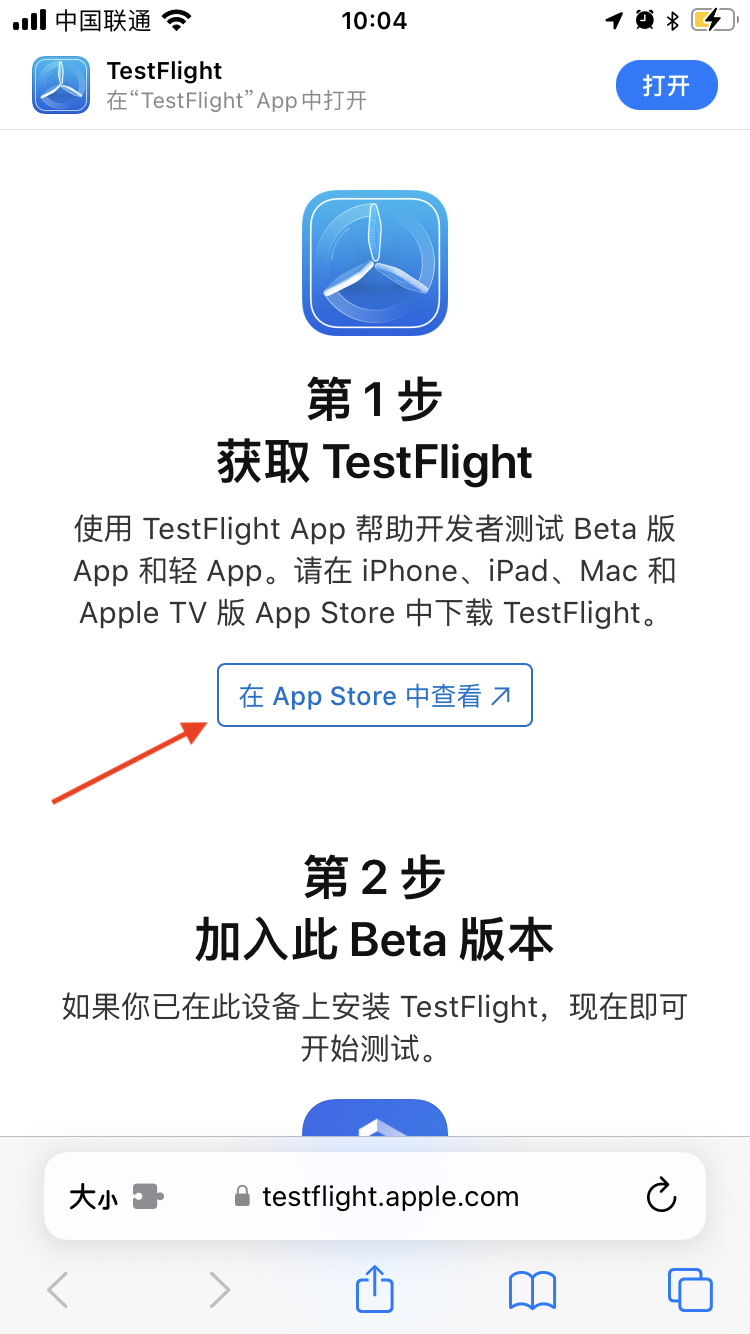 中国联通
10:04
TestFlight
在“TestFlight”App中打开
打开
第 1 步
获取 TestFlight
使用 TestFlight App 帮助开发者测试 Beta 版
App 和轻 App。请在 iPhone、iPad、Mac 和
Apple TV 版 App Store 中下载 TestFlight。
在 App Store 中查看 ↗
第 2 步
加入此 Beta 版本
如果你已在此设备上安装 TestFlight，现在即可
开始测试。
大小
testflight.apple.com